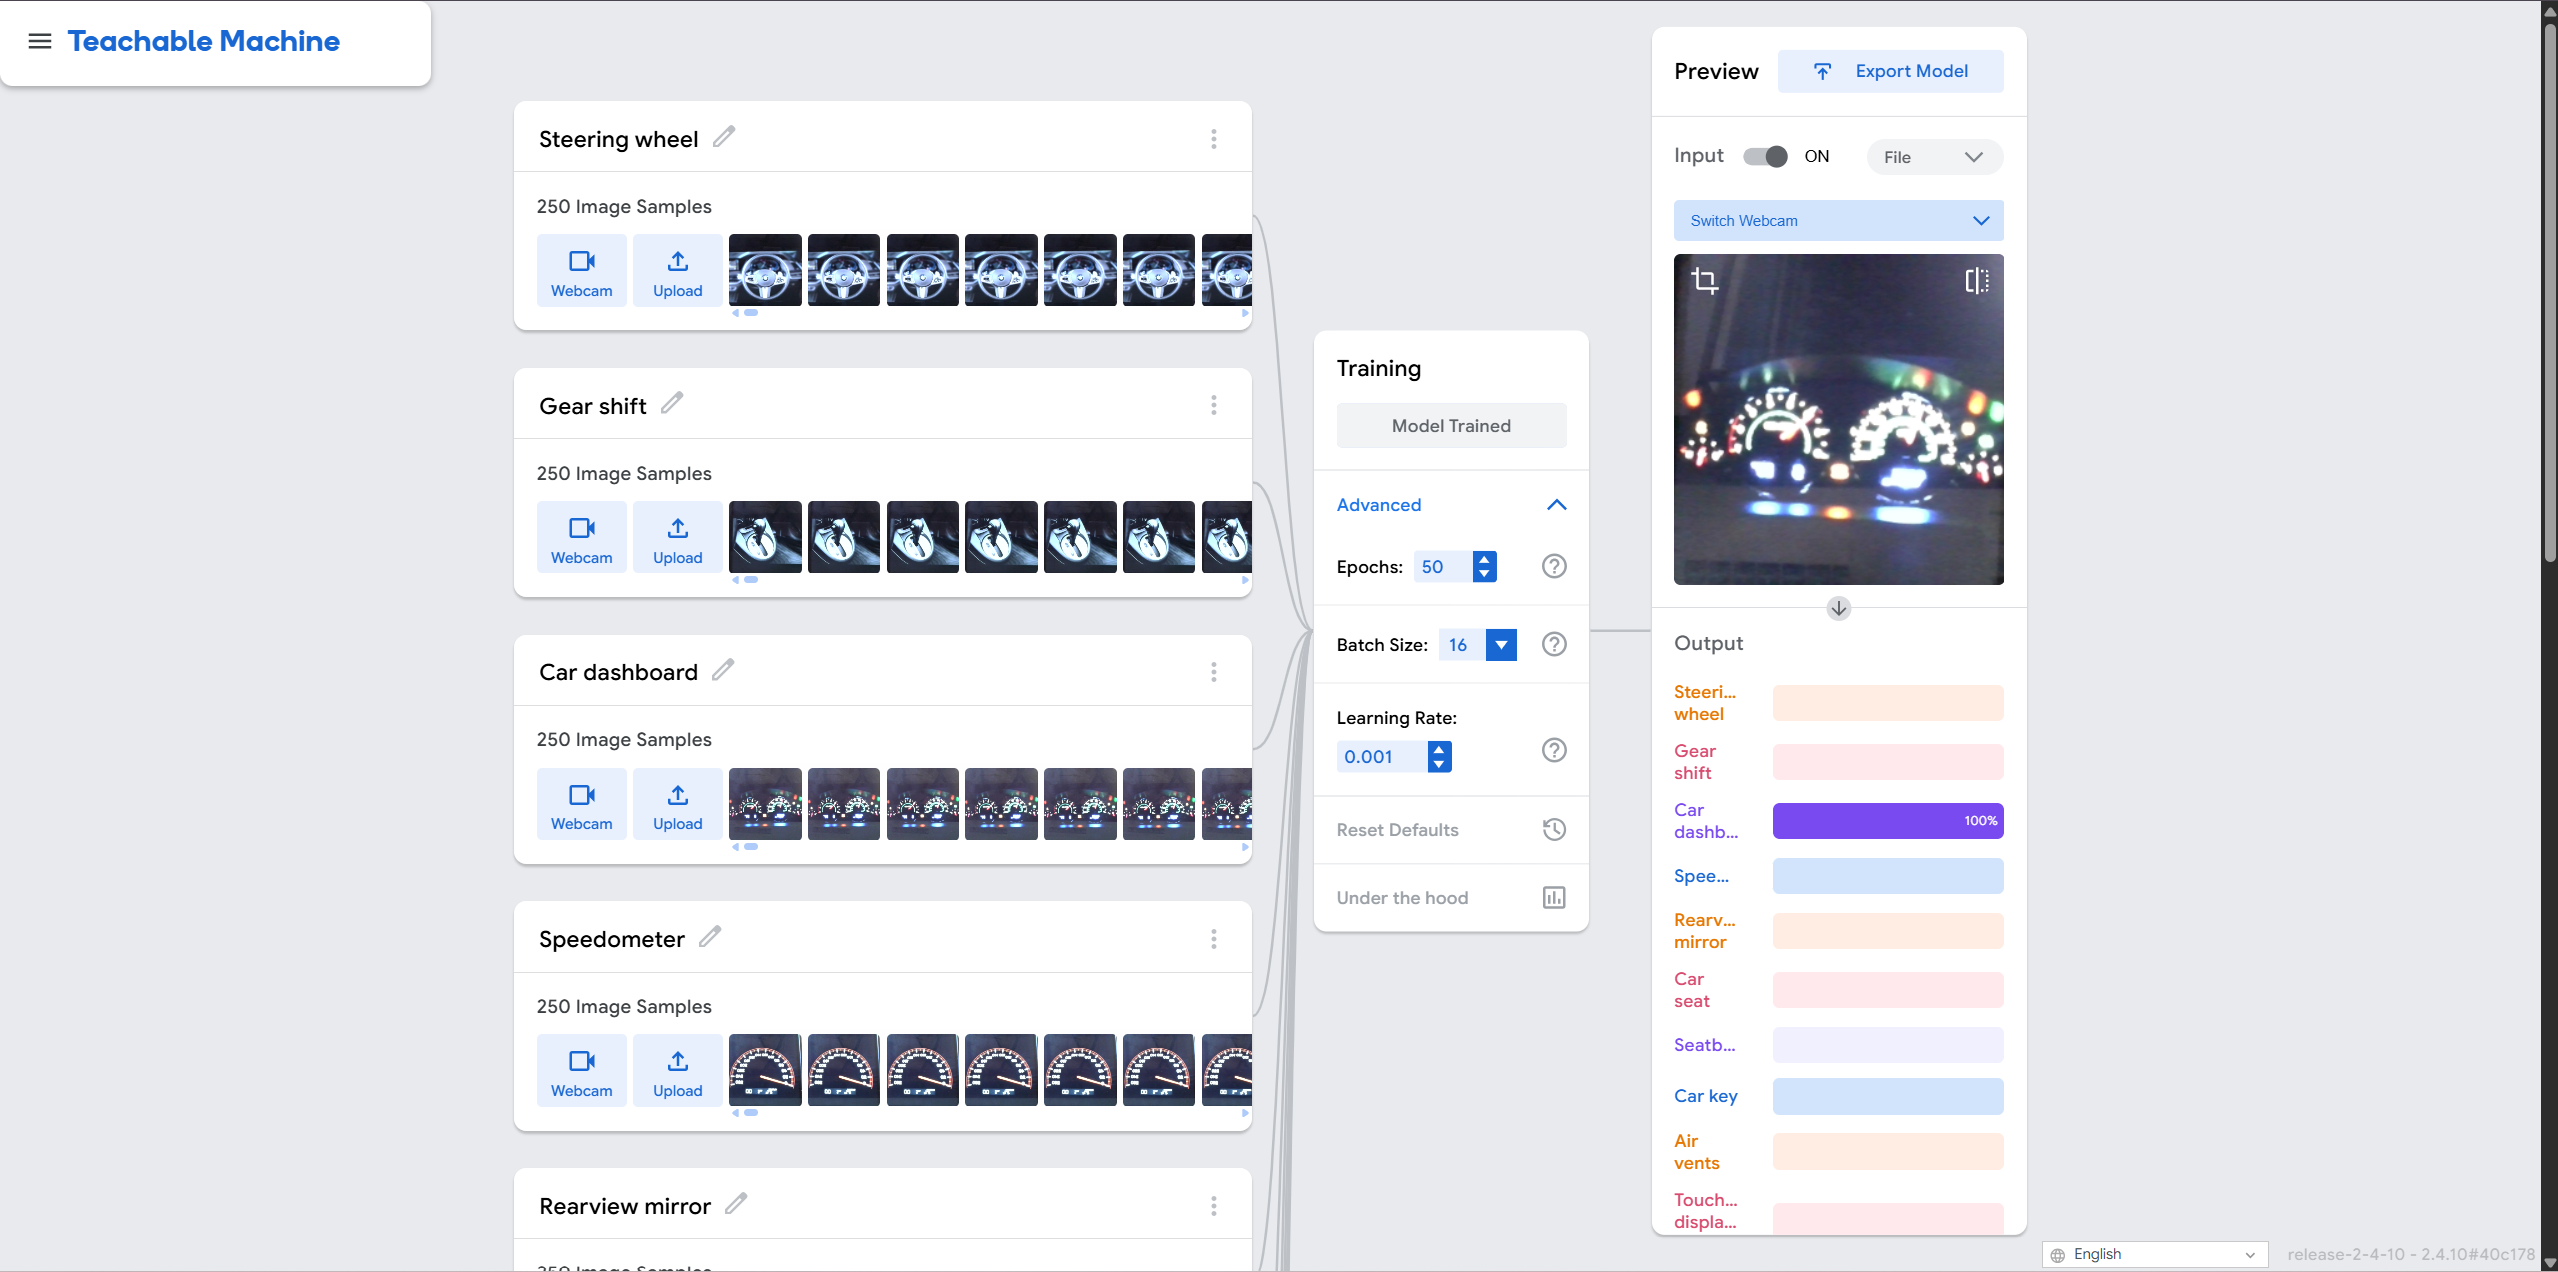 Teachable Machine
Steering wheel
250 Image Samples
Webcam
Upload
Gear shift
250 Image Samples
Webcam
Upload
Car dashboard
250 Image Samples
Webcam
Upload
Speedometer
250 Image Samples
Webcam
Upload
Rearview mirror
250 Image Samples
Training
Model Trained
Advanced
Epochs: 50
Batch Size: 16
Learning Rate:
0.001
Reset Defaults
Under the hood
Preview
Export Model
Input ON File
Switch Webcam
Output
Steeri...
wheel
Gear
shift
Car
dashb...
100%
Spee...
Rearv...
mirror
Car
seat
Seatb...
Car key
Air
vents
Touch...
displa...
English
release-2-4-10 - 2.4.10#40c178